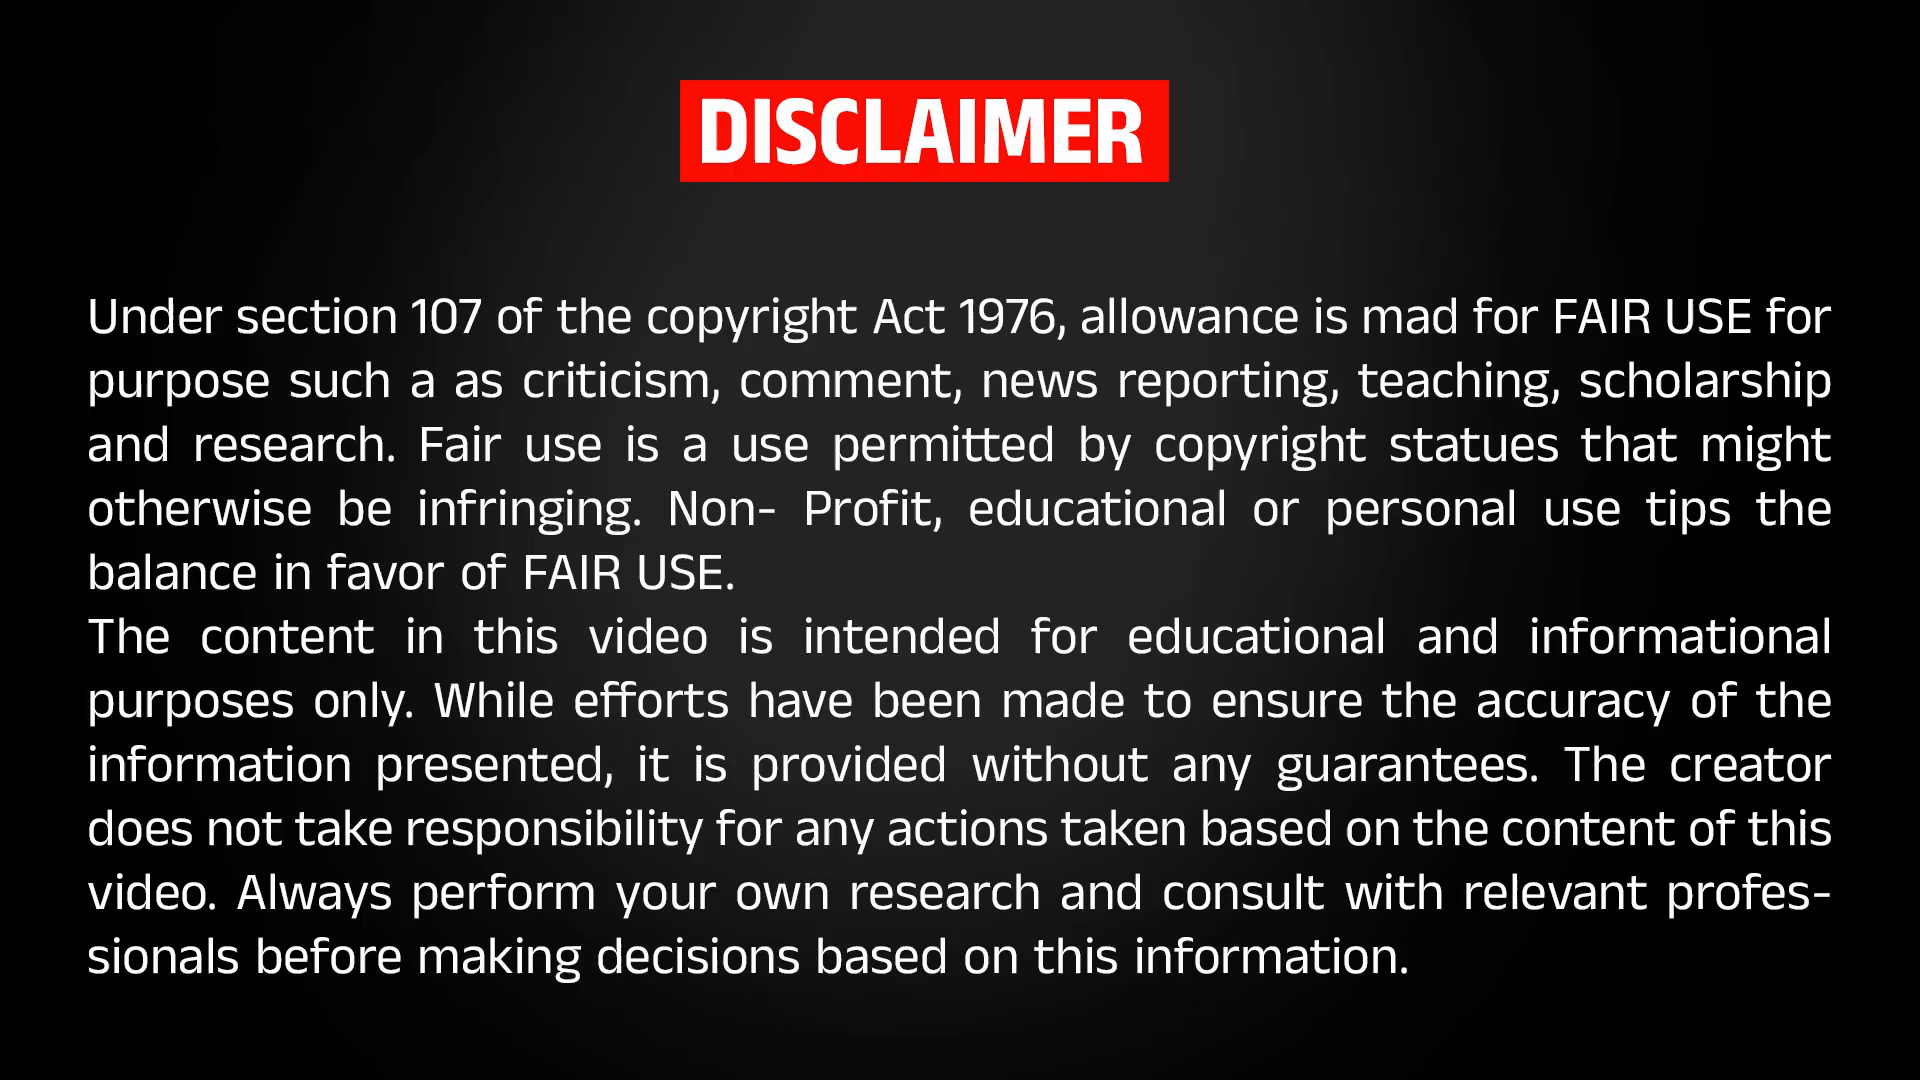 DISCLAIMER
Under section 107 of the copyright Act 1976, allowance is mad for FAIR USE for
purpose such a as criticism, comment, news reporting, teaching, scholarship
and research. Fair use is a use permitted by copyright statues that might
otherwise be infringing. Non- Profit, educational or personal use tips the
balance in favor of FAIR USE.
The content in this video is intended for educational and informational
purposes only. While efforts have been made to ensure the accuracy of the
information presented, it is provided without any guarantees. The creator
does not take responsibility for any actions taken based on the content of this
video. Always perform your own research and consult with relevant profes-
sionals before making decisions based on this information.